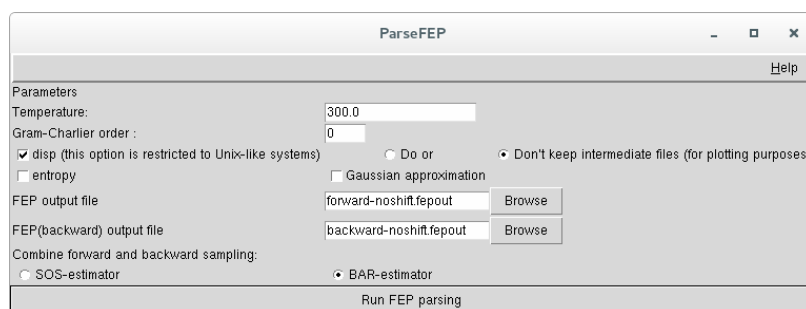 ParseFEP
Help
Parameters
Temperature: 300.0
Gram-Charlier order : 0
disp (this option is restricted to Unix-like systems) Do or Don't keep intermediate files (for plotting purposes
entropy Gaussian approximation
FEP output file forward-noshift.fepout Browse
FEP(backward) output file backward-noshift.fepout Browse
Combine forward and backward sampling:
SOS-estimator BAR-estimator
Run FEP parsing